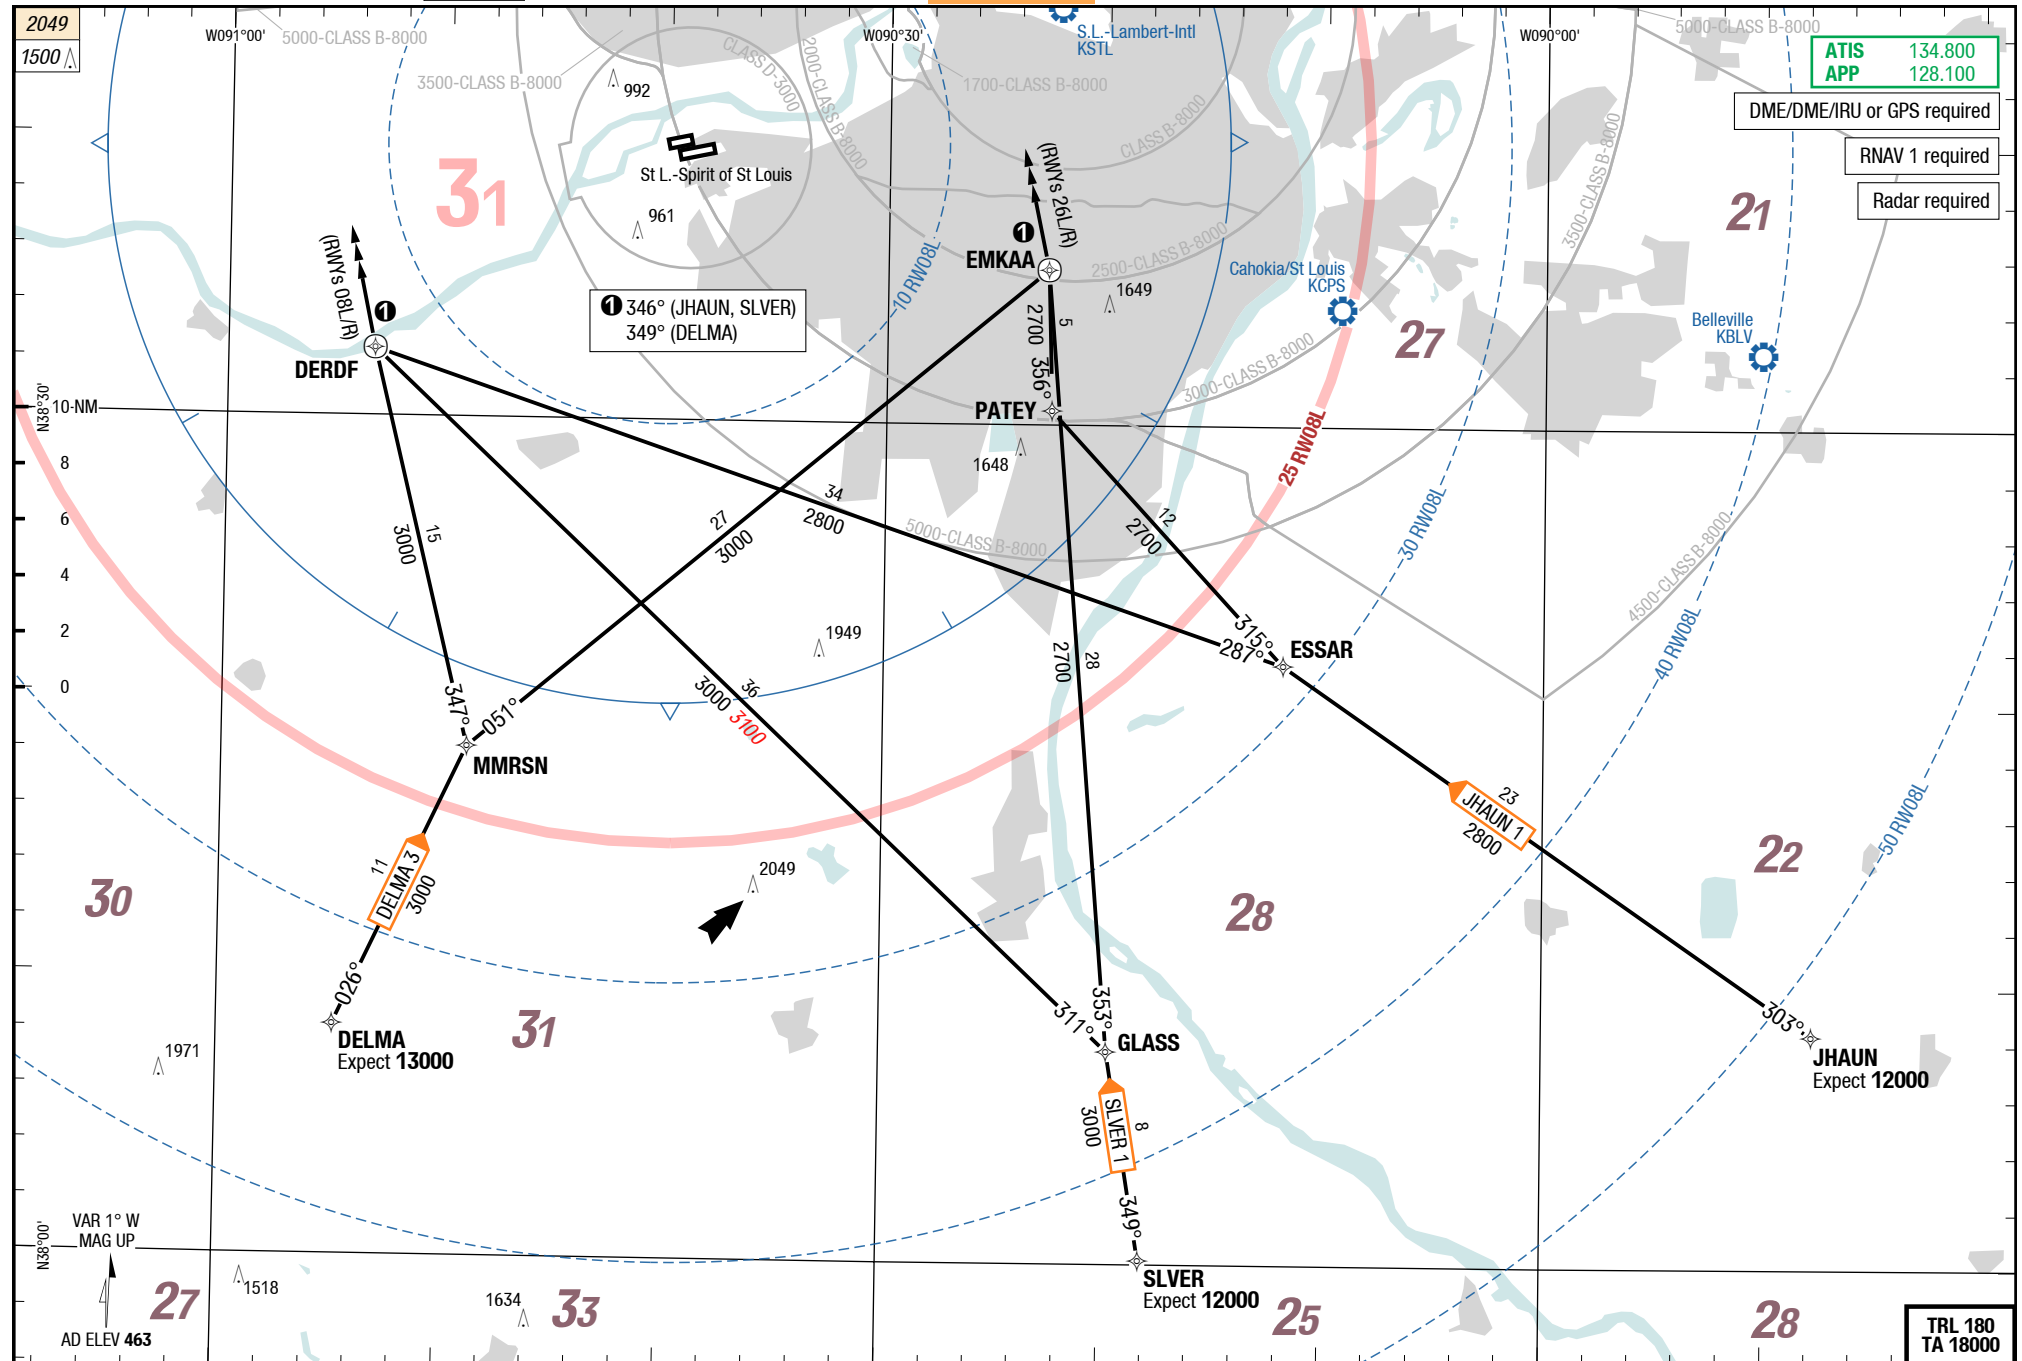 2049
1500
W091°00'
W090°30'
W090°00'
5000-CLASS B-8000
3500-CLASS B-8000
CLASS D-3000
2000-CLASS B-8000
1700-CLASS B-8000
CLASS B-8000
5000-CLASS B-8000
3500-CLASS B-8000
S.L.-Lambert-Intl
KSTL
ATIS 134.800
APP 128.100
DME/DME/IRU or GPS required
RNAV 1 required
Radar required
992
St L.-Spirit of St Louis
961
31
21
(RWYs 08L/R)
1
DERDF
(RWYs 26L/R)
1
EMKAA
2500-CLASS B-8000
10 RW08L
1 346° (JHAUN, SLVER)
349° (DELMA)
1649
Cahokia/St Louis
KCPS
27
Belleville
KBLV
5
2700
356°
PATEY
3000-CLASS B-8000
N38°30'
10-NM
8
6
4
2
0
1648
25 RW08L
30 RW08L
40 RW08L
50 RW08L
4500-CLASS B-8000
5000-CLASS B-8000
34
2800
27
3000
15
3000
12
2700
315°
287°
ESSAR
1949
28
2700
36
3000 3100
347°
051°
MMRSN
23
JHAUN 1
2800
22
11
DELMA 3
3000
30
2049
28
026°
DELMA
Expect 13000
31
1971
311°
353°
GLASS
303°
JHAUN
Expect 12000
8
SLVER 1
3000
349°
SLVER
Expect 12000
N38°00'
VAR 1° W
MAG UP
AD ELEV 463
27
1518
1634
33
25
28
TRL 180
TA 18000